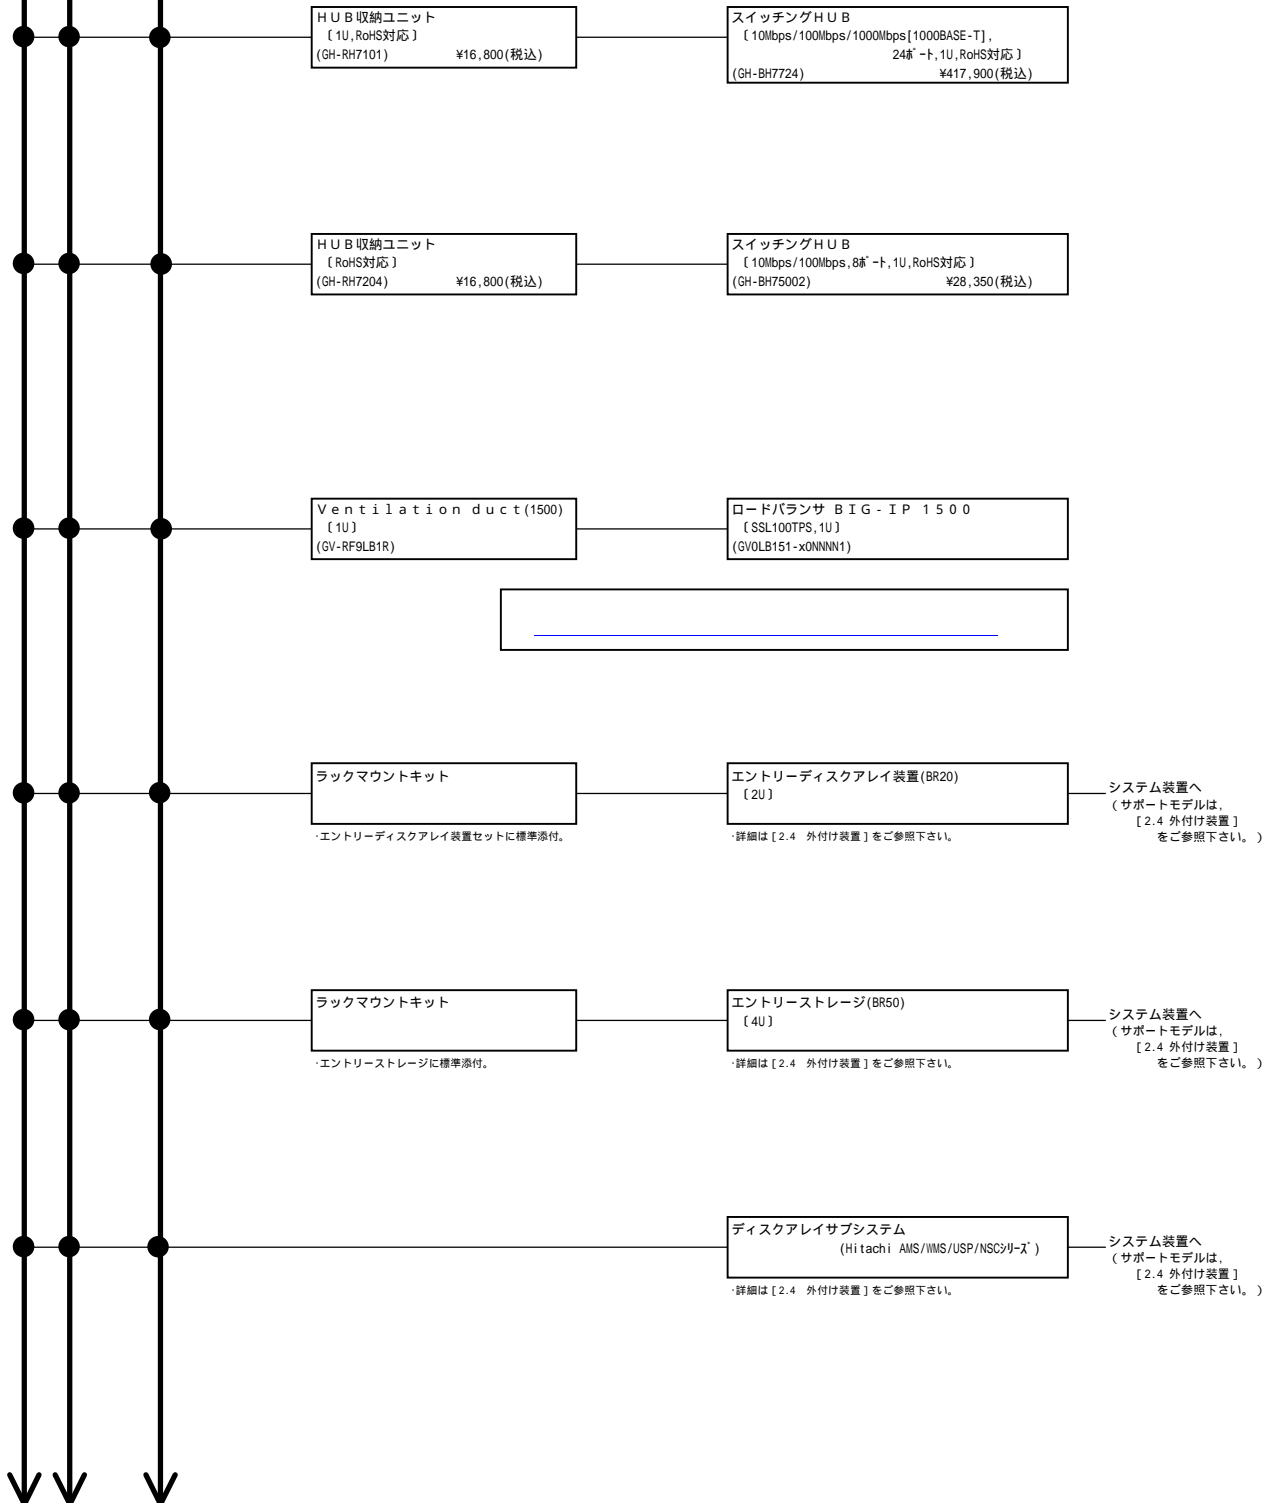 ＨＵＢ収納ユニット
〔1U,RoHS対応〕
(GH-RH7101) ¥16,800(税込)
スイッチングＨＵＢ
〔10Mbps/100Mbps/1000Mbps[1000BASE-T],
24ﾎﾟｰﾄ,1U,RoHS対応〕
(GH-BH7724) ¥417,900(税込)
ＨＵＢ収納ユニット
〔RoHS対応〕
(GH-RH7204) ¥16,800(税込)
スイッチングＨＵＢ
〔10Mbps/100Mbps,8ﾎﾟｰﾄ,1U,RoHS対応〕
(GH-BH75002) ¥28,350(税込)
Ｖｅｎｔｉｌａｔｉｏｎ ｄｕｃｔ(1500)
〔1U〕
(GV-RF9LB1R)
ロードバランサ ＢＩＧ-ＩＰ １５００
〔SSL100TPS,1U〕
(GV0LB151-x0NNNN1)
ラックマウントキット
・エントリーディスクアレイ装置セットに標準添付。
エントリーディスクアレイ装置(BR20)
〔2U〕
・詳細は［2.4 外付け装置］をご参照下さい。
システム装置へ
（サポートモデルは,
［2.4 外付け装置］
をご参照下さい。）
ラックマウントキット
・エントリーストレージに標準添付。
エントリーストレージ(BR50)
〔4U〕
・詳細は［2.4 外付け装置］をご参照下さい。
システム装置へ
（サポートモデルは,
［2.4 外付け装置］
をご参照下さい。）
ディスクアレイサブシステム
(Hitachi AMS/WMS/USP/NSCｼﾘｰｽﾞ)
・詳細は［2.4 外付け装置］をご参照下さい。
システム装置へ
（サポートモデルは,
［2.4 外付け装置］
をご参照下さい。）